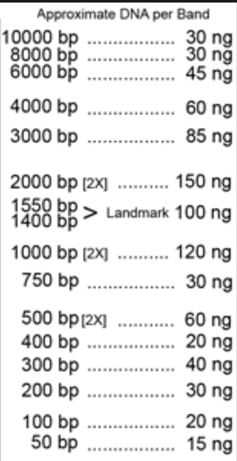 Approximate DNA per Band
10000 bp ................ 30 ng
8000 bp ................ 30 ng
6000 bp ................ 45 ng
4000 bp ................ 60 ng
3000 bp ................ 85 ng
2000 bp [2X] .......... 150 ng
1550 bp
1400 bp > Landmark 100 ng
1000 bp [2X] .......... 120 ng
750 bp ................ 30 ng
500 bp [2X] ........... 60 ng
400 bp ................ 20 ng
300 bp ................ 40 ng
200 bp ................ 30 ng
100 bp ................ 20 ng
50 bp ................ 15 ng